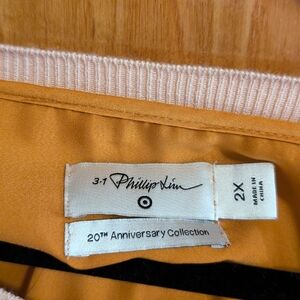 3.1 Phillip Lim
20TH Anniversary Collection
2X
MADE IN
CHINA